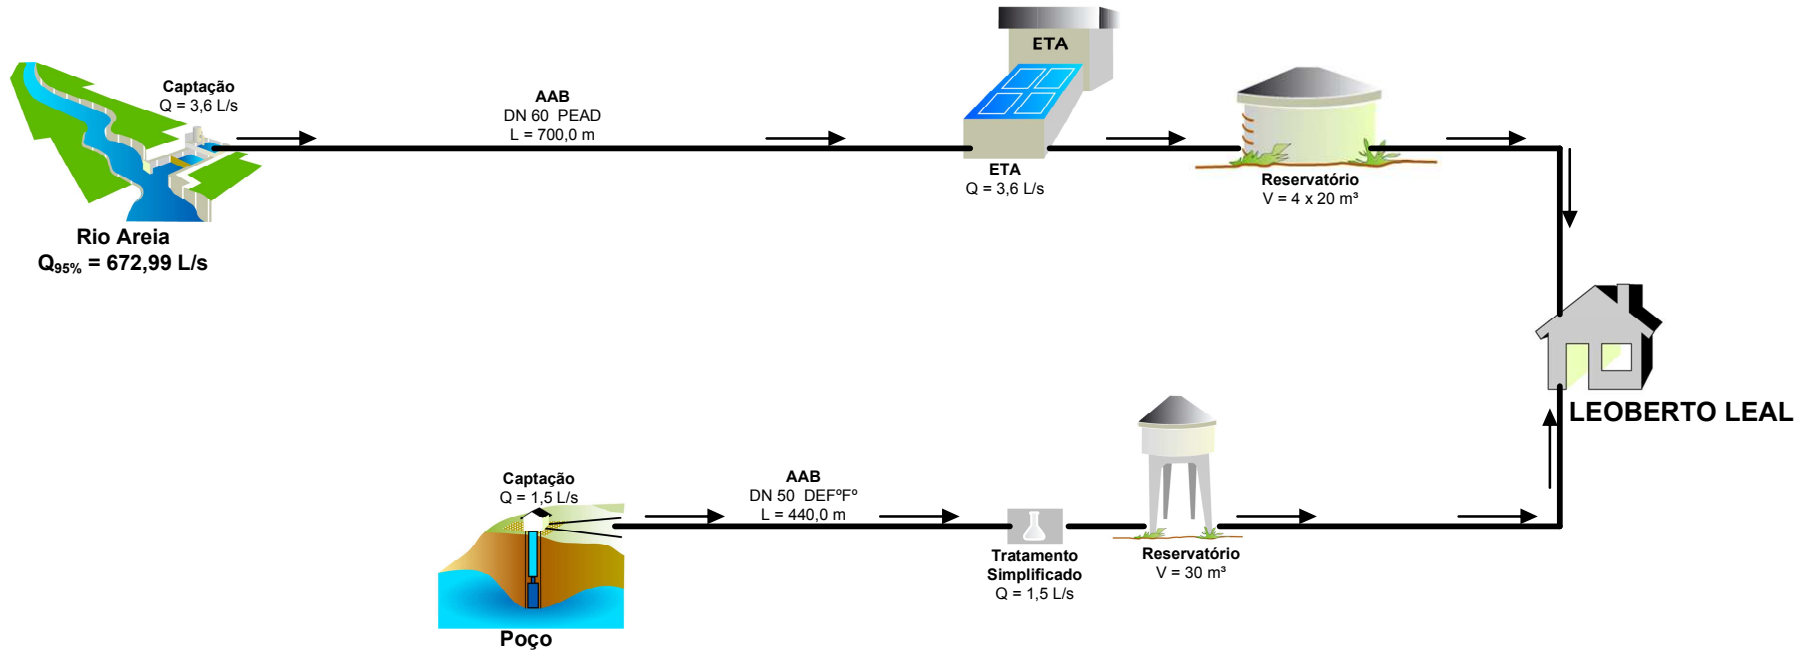 Captação
Q = 3,6 L/s
Rio Areia
Q95% = 672,99 L/s
AAB
DN 60 PEAD
L = 700,0 m
ETA
ETA
Q = 3,6 L/s
Reservatório
V = 4 x 20 m³
LEOBERTO LEAL
Captação
Q = 1,5 L/s
Poço
AAB
DN 50 DEFºFº
L = 440,0 m
Tratamento
Simplificado
Q = 1,5 L/s
Reservatório
V = 30 m³